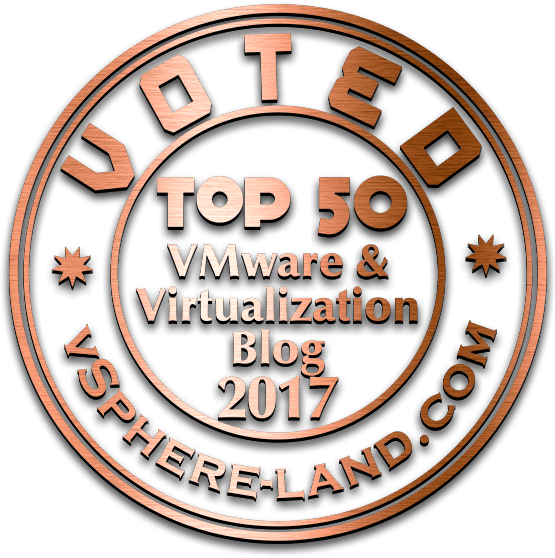 VOTED
TOP 50
VMware &
Virtualization
Blog
2017
vSPHERE-LAND.COM